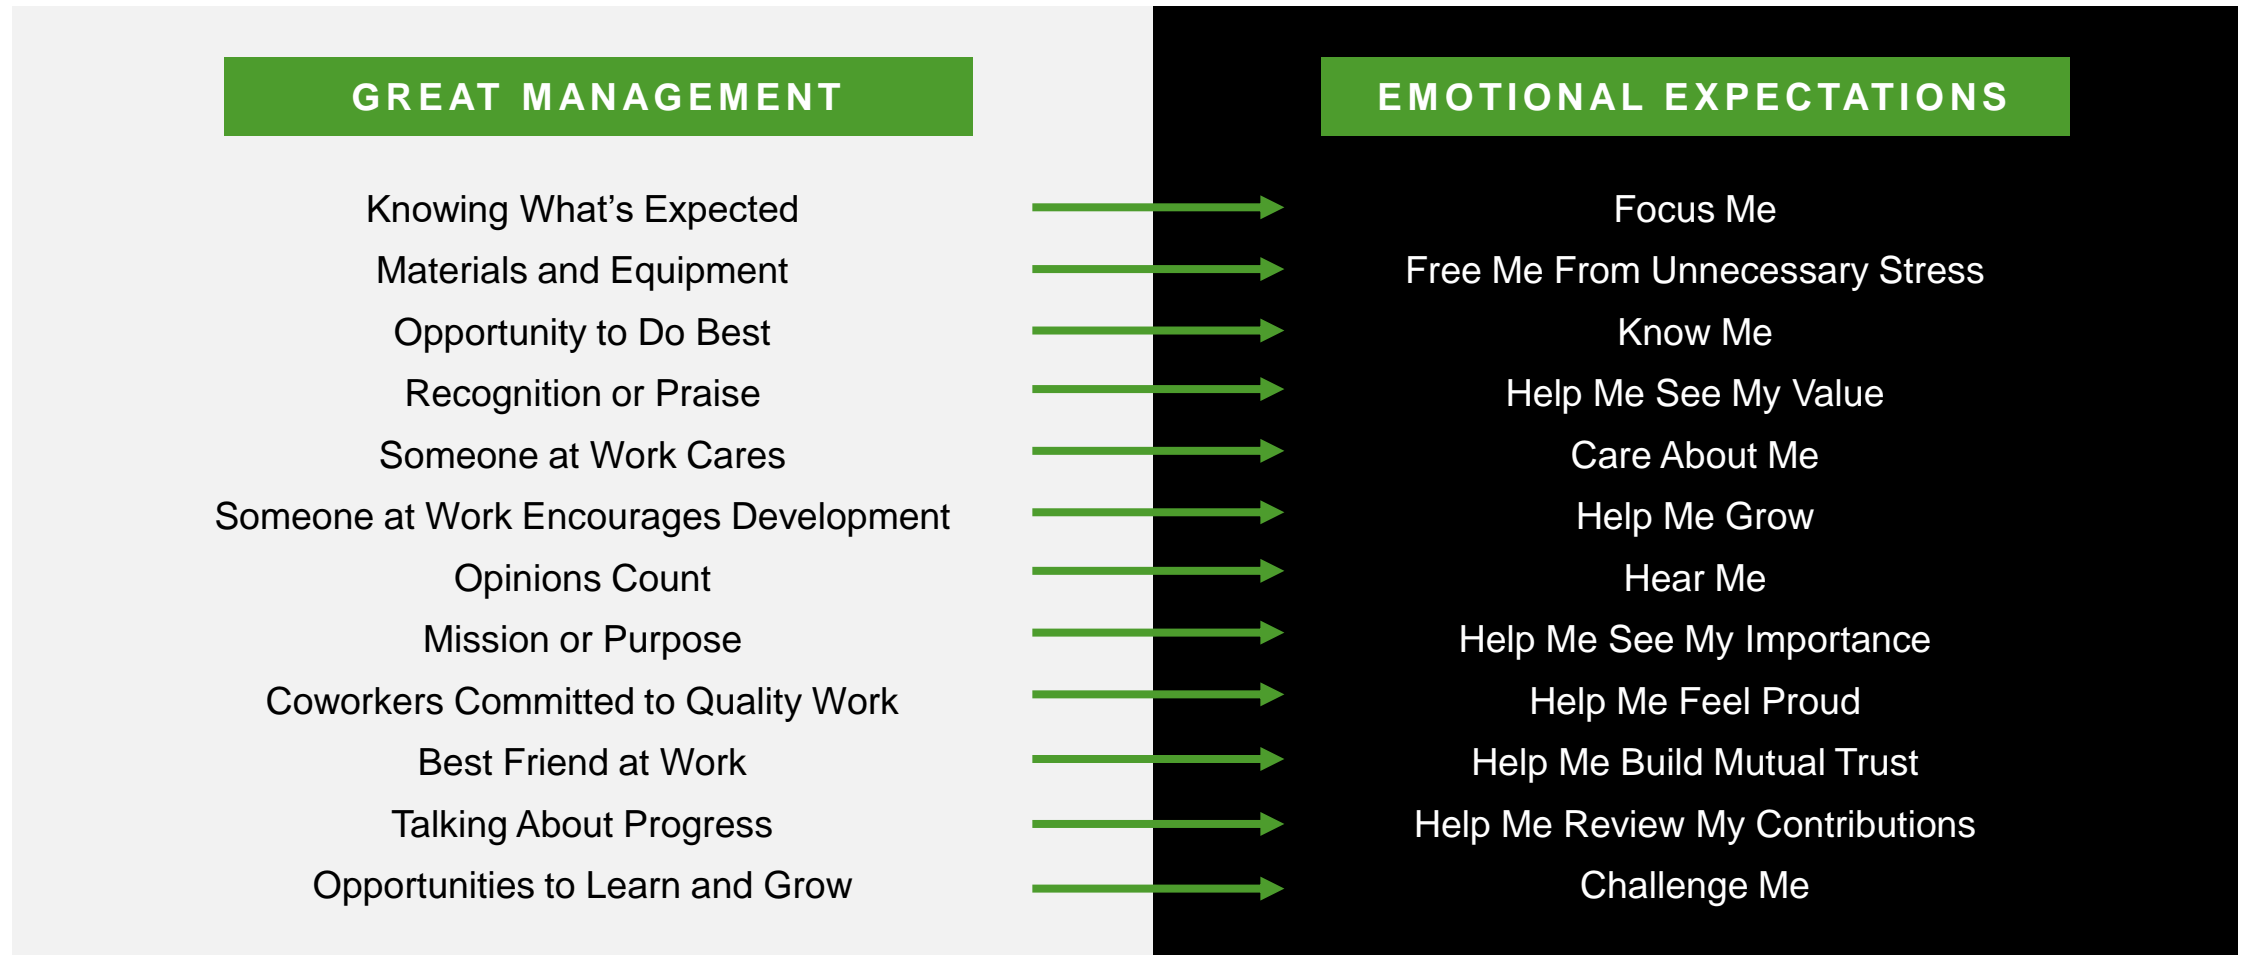 GREAT MANAGEMENT
EMOTIONAL EXPECTATIONS
Knowing What’s Expected
Focus Me
Materials and Equipment
Free Me From Unnecessary Stress
Opportunity to Do Best
Know Me
Recognition or Praise
Help Me See My Value
Someone at Work Cares
Care About Me
Someone at Work Encourages Development
Help Me Grow
Opinions Count
Hear Me
Mission or Purpose
Help Me See My Importance
Coworkers Committed to Quality Work
Help Me Feel Proud
Best Friend at Work
Help Me Build Mutual Trust
Talking About Progress
Help Me Review My Contributions
Opportunities to Learn and Grow
Challenge Me